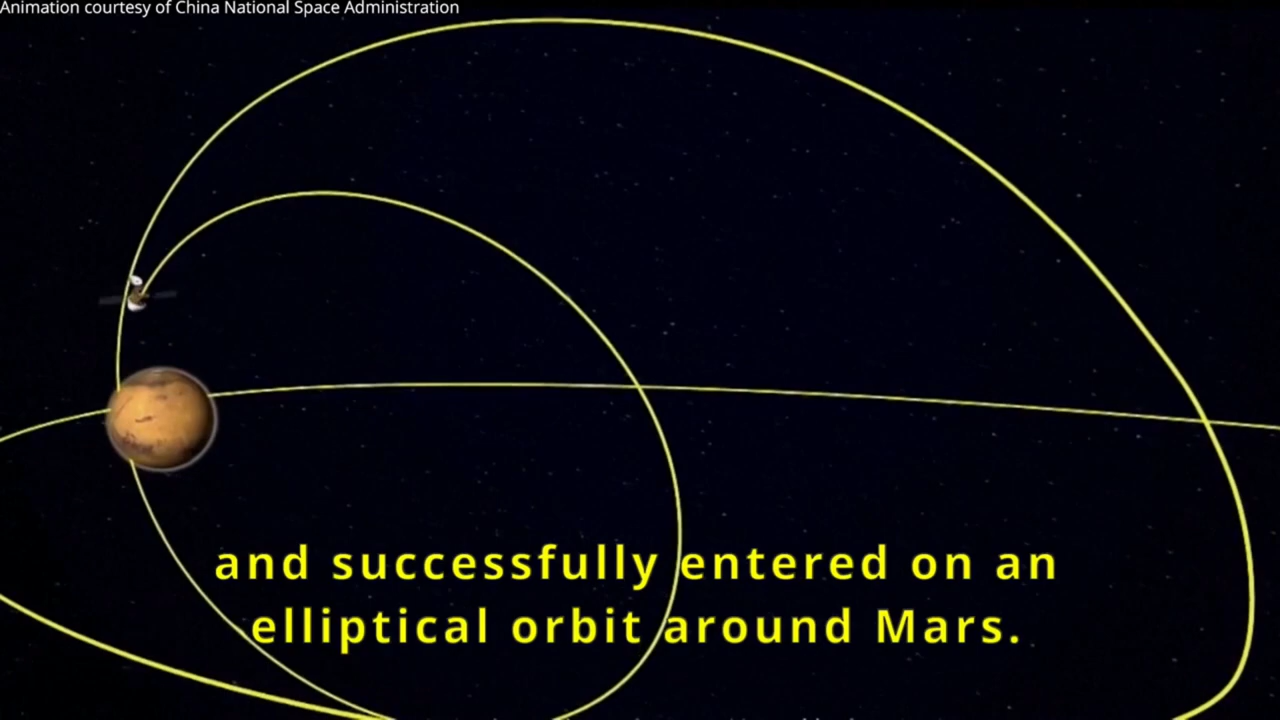 Animation courtesy of China National Space Administration
and successfully entered on an
elliptical orbit around Mars.